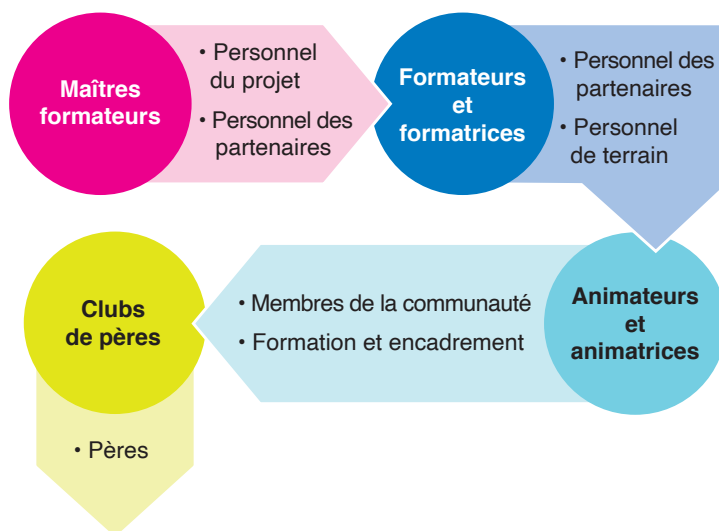 Maîtres
formateurs
• Personnel
du projet
• Personnel des
partenaires
Formateurs
et
formatrices
• Personnel des
partenaires
• Personnel
de terrain
Animateurs
et
animatrices
• Membres de la communauté
• Formation et encadrement
Clubs
de pères
• Pères